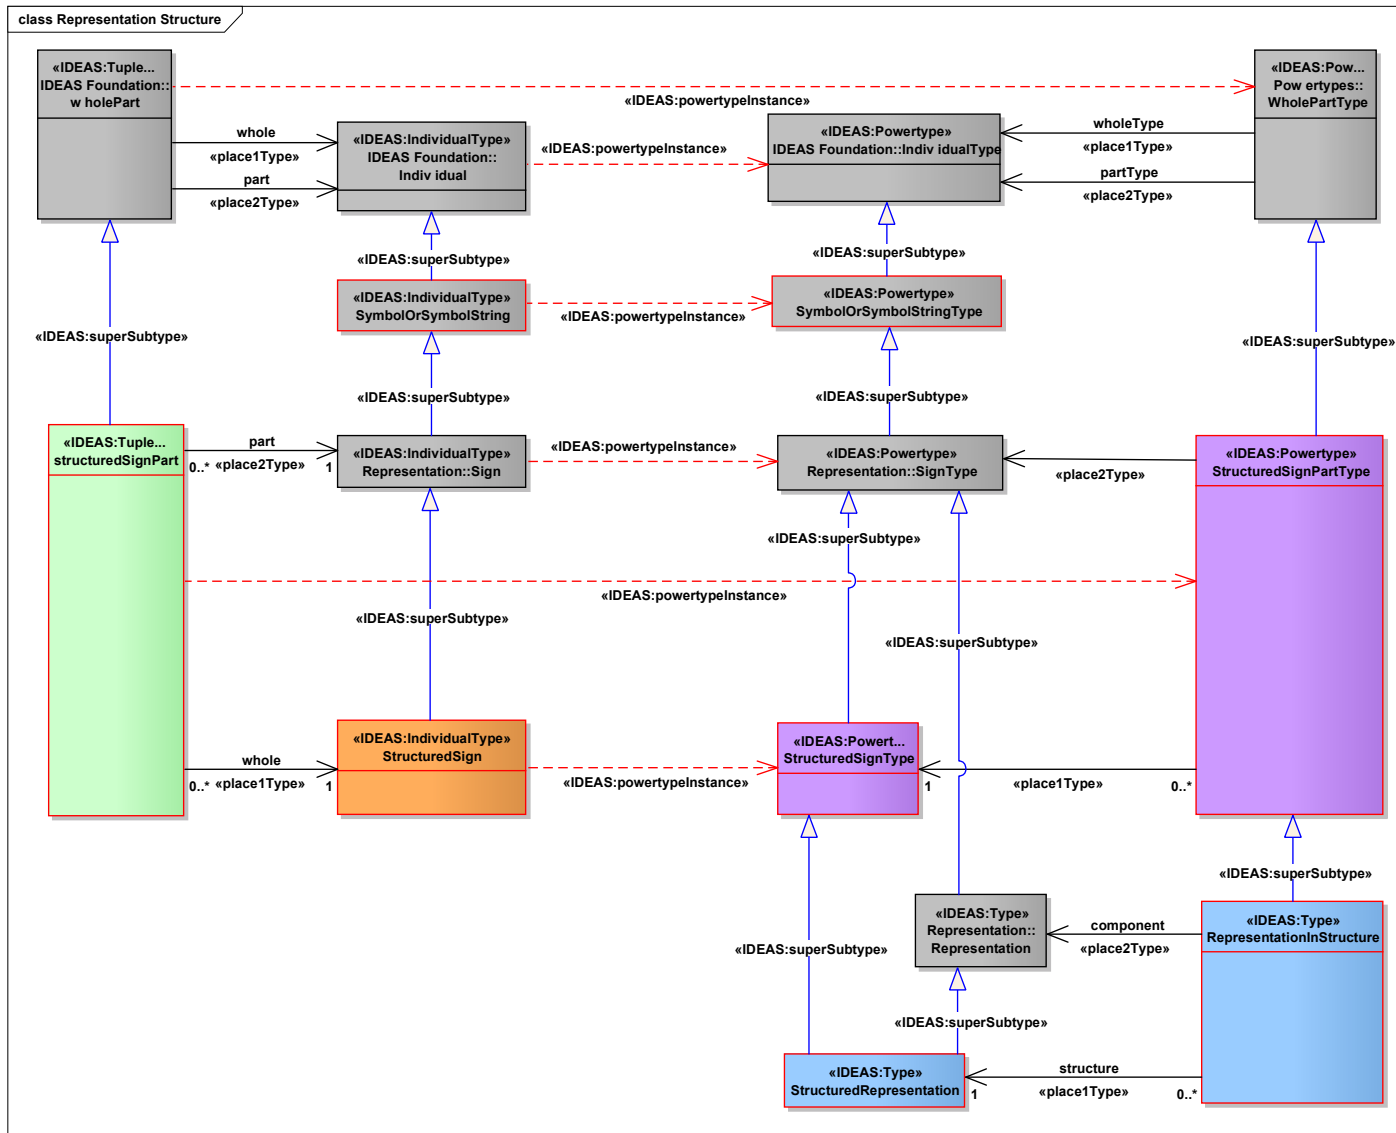 class Representation Structure
«IDEAS:Tuple...
IDEAS Foundation::
w holePart
«IDEAS:powertypeInstance»
«IDEAS:Pow...
Pow ertypes::
WholePartType
whole
«place1Type»
part
«place2Type»
«IDEAS:IndividualType»
IDEAS Foundation::
Indiv idual
«IDEAS:powertypeInstance»
«IDEAS:Powertype»
IDEAS Foundation::Indiv idualType
wholeType
«place1Type»
partType
«place2Type»
«IDEAS:superSubtype»
«IDEAS:superSubtype»
«IDEAS:IndividualType»
SymbolOrSymbolString
«IDEAS:powertypeInstance»
«IDEAS:Powertype»
SymbolOrSymbolStringType
«IDEAS:superSubtype»
«IDEAS:superSubtype»
«IDEAS:superSubtype»
«IDEAS:superSubtype»
«IDEAS:Tuple...
structuredSignPart
part
0..* «place2Type» 1
«IDEAS:IndividualType»
Representation::Sign
«IDEAS:powertypeInstance»
«IDEAS:Powertype»
Representation::SignType
«place2Type»
«IDEAS:Powertype»
StructuredSignPartType
«IDEAS:superSubtype»
«IDEAS:powertypeInstance»
«IDEAS:superSubtype»
«IDEAS:superSubtype»
whole
0..* «place1Type» 1
«IDEAS:IndividualType»
StructuredSign
«IDEAS:powertypeInstance»
«IDEAS:Powert...
StructuredSignType
1 «place1Type» 0..*
«IDEAS:superSubtype»
«IDEAS:superSubtype»
«IDEAS:Type»
Representation::
Representation
component
«place2Type»
«IDEAS:Type»
RepresentationInStructure
«IDEAS:superSubtype»
«IDEAS:Type»
StructuredRepresentation
structure
1 «place1Type» 0..*